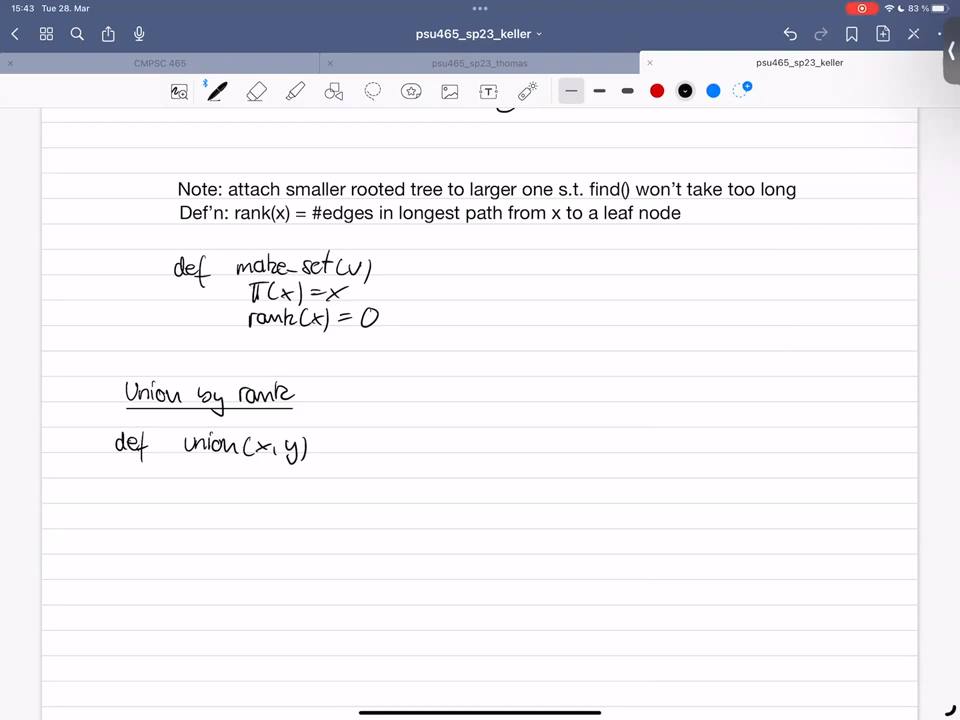 15:43 Tue 28. Mar
83 %
psu465_sp23_keller
CMPSC 465
psu465_sp23_thomas
psu465_sp23_keller
Note: attach smaller rooted tree to larger one s.t. find() won't take too long
Def'n: rank(x) = #edges in longest path from x to a leaf node
def make_set(v)
π(x) = x
rank(x) = 0
Union by rank
def union(x, y)